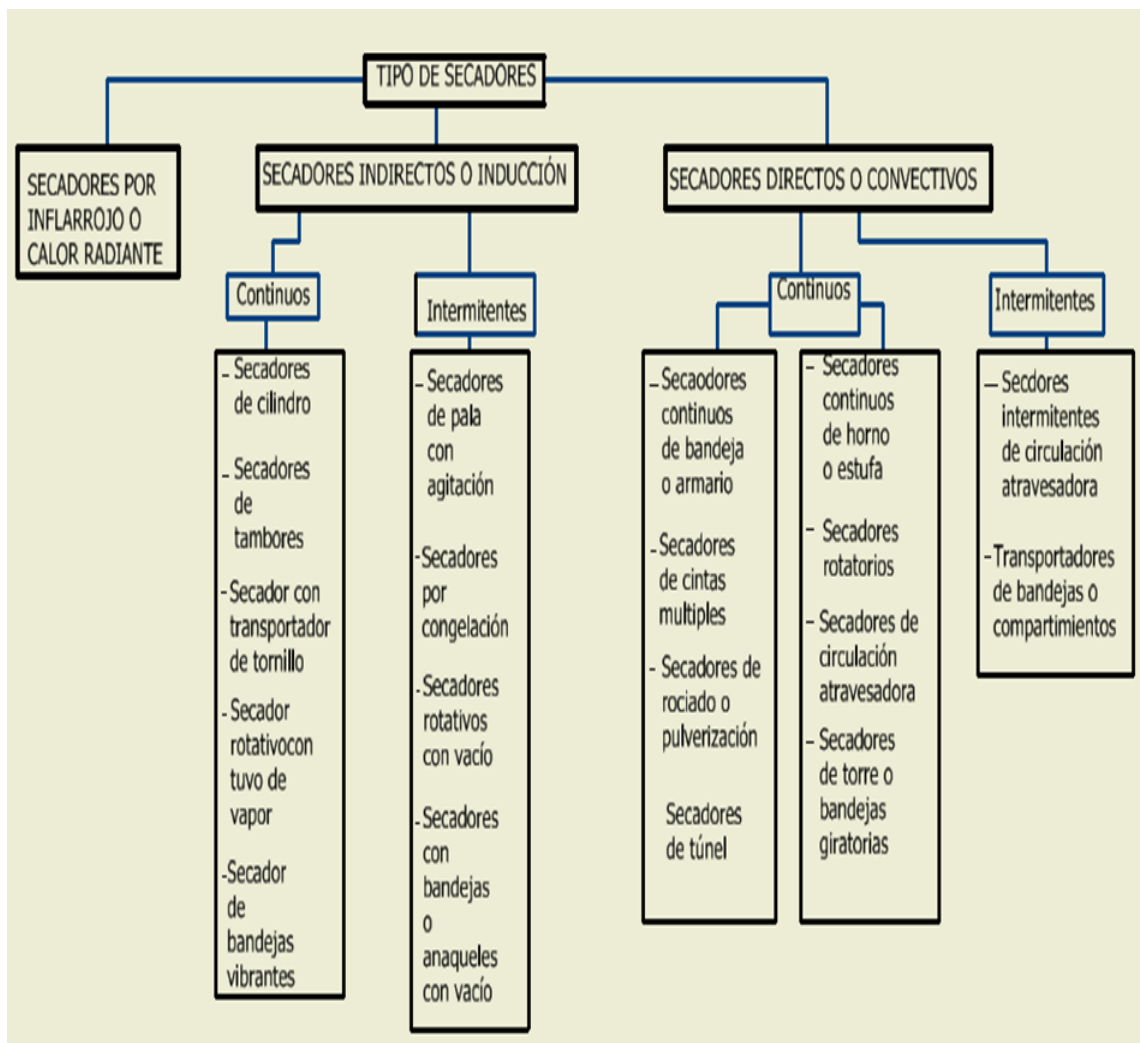 TIPO DE SECADORES
SECADORES POR
INFLARROJO O
CALOR RADIANTE
SECADORES INDIRECTOS O INDUCCIÓN
SECADORES DIRECTOS O CONVECTIVOS
Continuos
- Secadores
de cilindro
- Secadores
de
tambores
- Secador con
transportador
de tornillo
- Secador
rotativocon
tuvo de
vapor
- Secador
de
bandejas
vibrantes
Intermitentes
- Secadores
de pala
con
agitación
- Secadores
por
congelación
- Secadores
rotativos
con vacío
- Secadores
con
bandejas
o
anaqueles
con vacío
Continuos
- Secaodores
continuos
de bandeja
o armario
- Secadores
de cintas
multiples
- Secadores de
rociado o
pulverización
Secadores
de túnel
- Secadores
continuos
de horno
o estufa
- Secadores
rotatorios
- Secadores de
circulación
atravesadora
- Secadores
de torre o
bandejas
giratorias
Intermitentes
- Secdores
intermitentes
de circulación
atravesadora
- Transportadores
de bandejas o
compartimientos